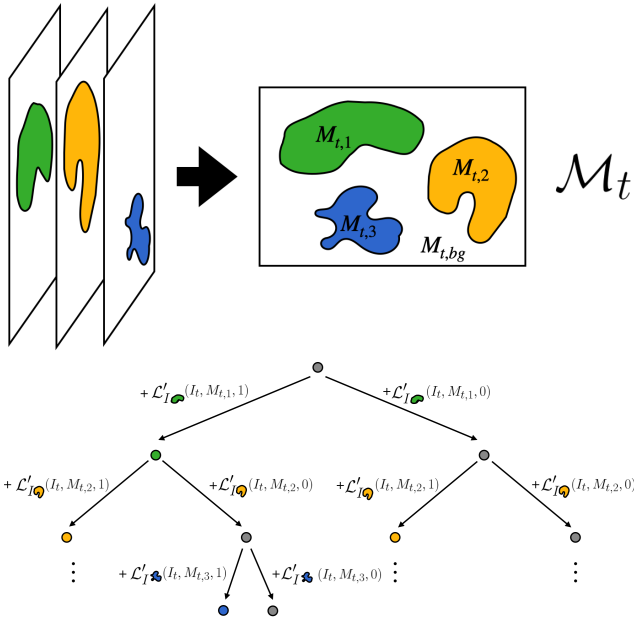 M_{t,1}
M_{t,2}
M_{t,3}
M_{t,bg}
ℳ_t
+ ℒ′_I (I_t, M_{t,1}, 1)
+ ℒ′_I (I_t, M_{t,1}, 0)
+ ℒ′_I (I_t, M_{t,2}, 1)
+ ℒ′_I (I_t, M_{t,2}, 0)
+ ℒ′_I (I_t, M_{t,2}, 1)
+ ℒ′_I (I_t, M_{t,2}, 0)
+ ℒ′_I (I_t, M_{t,3}, 1)
+ ℒ′_I (I_t, M_{t,3}, 0)